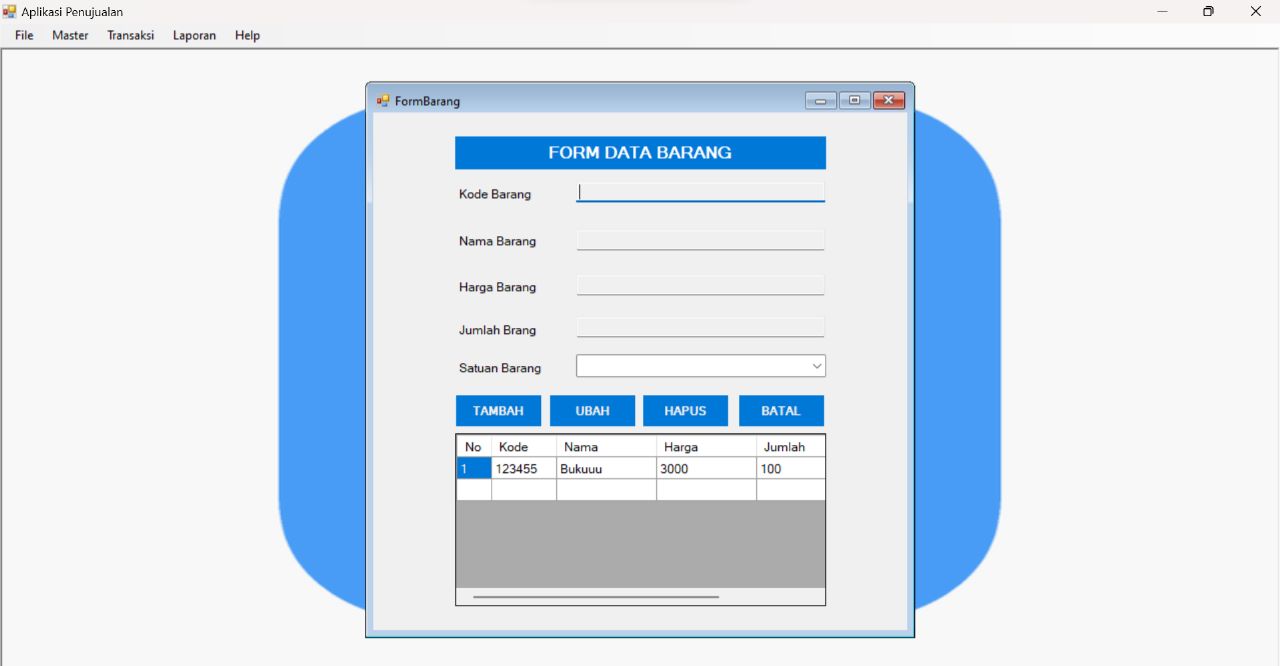 Aplikasi Penujualan
File Master Transaksi Laporan Help
FormBarang
FORM DATA BARANG
Kode Barang
Nama Barang
Harga Barang
Jumlah Brang
Satuan Barang
TAMBAH UBAH HAPUS BATAL
No Kode Nama Harga Jumlah
1 123455 Bukuuu 3000 100